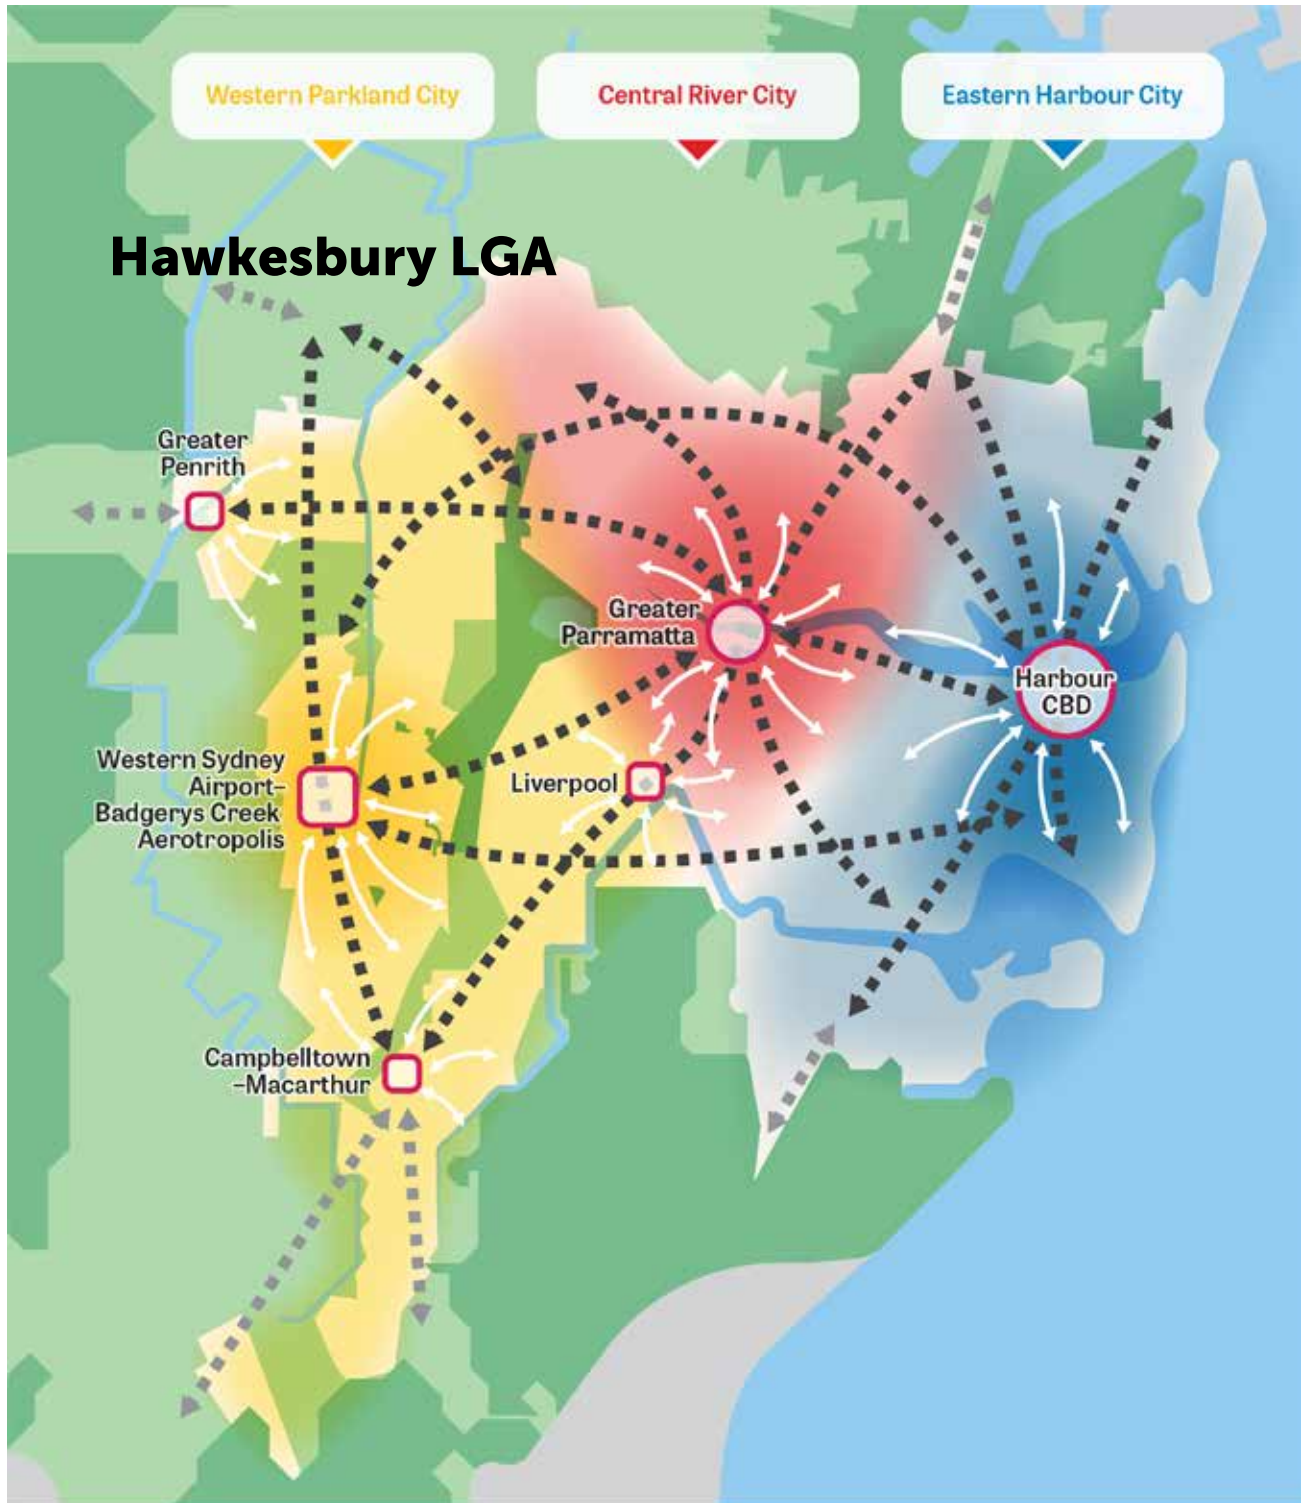 Western Parkland City
Central River City
Eastern Harbour City
Hawkesbury LGA
Greater
Penrith
Greater
Parramatta
Harbour
CBD
Western Sydney
Airport–
Badgerys Creek
Aerotropolis
Liverpool
Campbelltown
–Macarthur